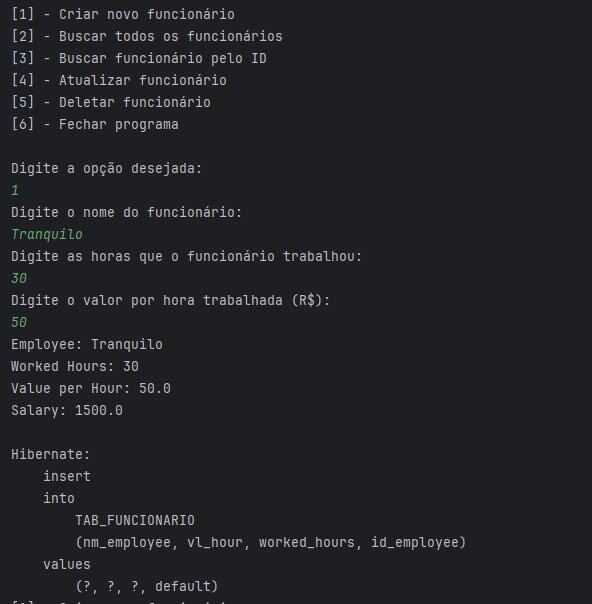 [1] - Criar novo funcionário
[2] - Buscar todos os funcionários
[3] - Buscar funcionário pelo ID
[4] - Atualizar funcionário
[5] - Deletar funcionário
[6] - Fechar programa
Digite a opção desejada:
1
Digite o nome do funcionário:
Tranquilo
Digite as horas que o funcionário trabalhou:
30
Digite o valor por hora trabalhada (R$):
50
Employee: Tranquilo
Worked Hours: 30
Value per Hour: 50.0
Salary: 1500.0
Hibernate:
insert
into
TAB_FUNCIONARIO
(nm_employee, vl_hour, worked_hours, id_employee)
values
(?, ?, ?, default)